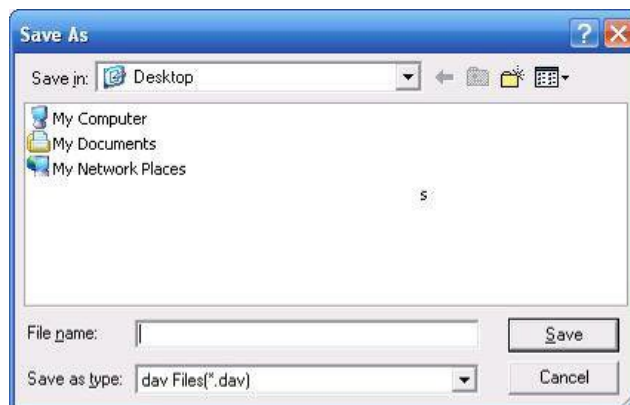 Save As
Save in: Desktop
My Computer
My Documents
My Network Places
s
File name:
Save
Save as type: dav Files(*.dav)
Cancel